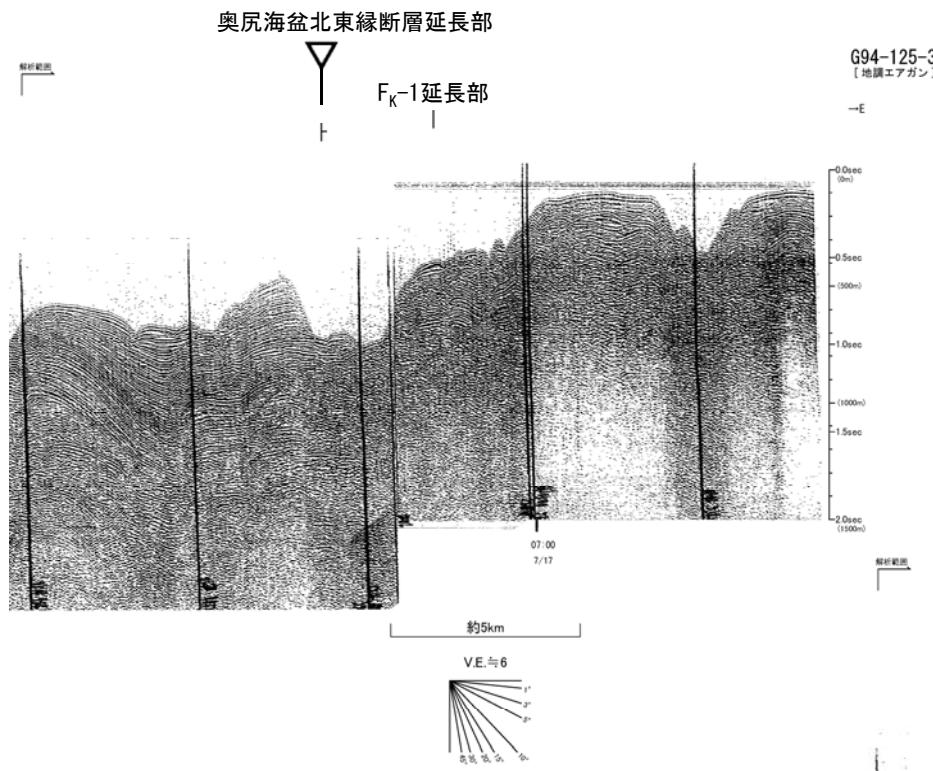 奥尻海盆北東縁断層延長部
解析範囲
G94-125-3
[ 地調エアガン ]
FK-1延長部
→E
0.0sec
(0m)
0.5sec
(500m)
1.0sec
(1000m)
1.5sec
2.0sec
(1500m)
07:00
7/17
解析範囲
約5km
V.E.≒6
1°
3°
5°
10°
15°